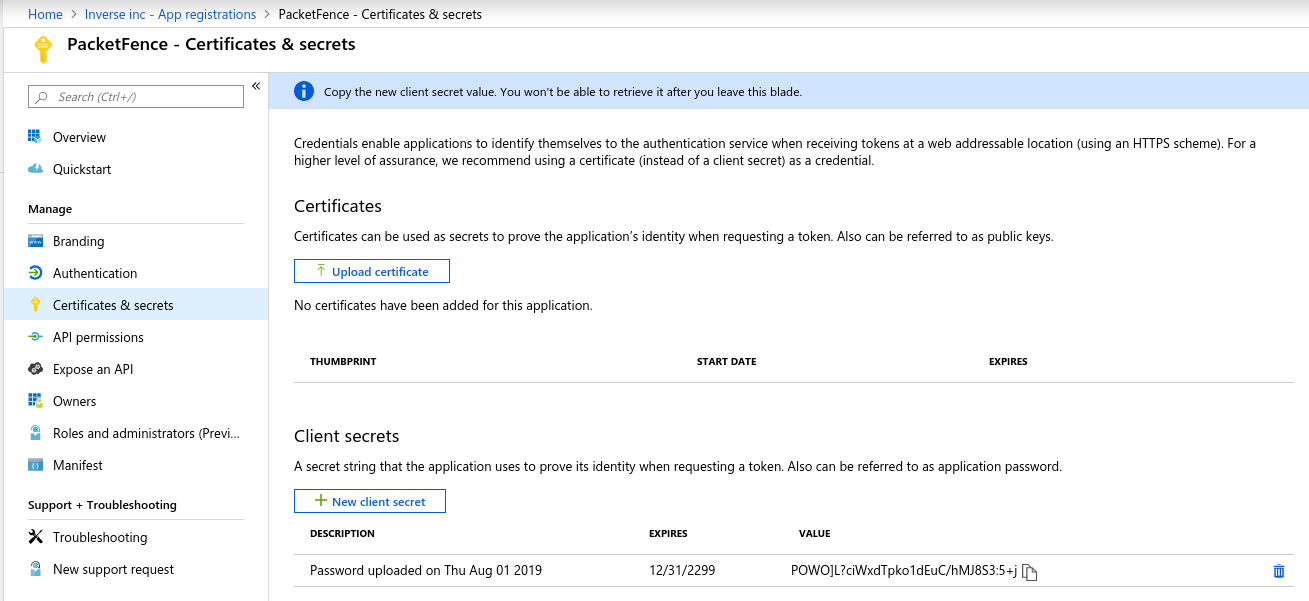 Home > Inverse inc - App registrations > PacketFence - Certificates & secrets
PacketFence - Certificates & secrets
Search (Ctrl+/)
«
Overview
Quickstart
Manage
Branding
Authentication
Certificates & secrets
API permissions
Expose an API
Owners
Roles and administrators (Previ...
Manifest
Support + Troubleshooting
Troubleshooting
New support request
Copy the new client secret value. You won't be able to retrieve it after you leave this blade.
Credentials enable applications to identify themselves to the authentication service when receiving tokens at a web addressable location (using an HTTPS scheme). For a
higher level of assurance, we recommend using a certificate (instead of a client secret) as a credential.
Certificates
Certificates can be used as secrets to prove the application's identity when requesting a token. Also can be referred to as public keys.
Upload certificate
No certificates have been added for this application.
THUMBPRINT START DATE EXPIRES
Client secrets
A secret string that the application uses to prove its identity when requesting a token. Also can be referred to as application password.
New client secret
DESCRIPTION EXPIRES VALUE
Password uploaded on Thu Aug 01 2019 12/31/2299 POWO]L?ciWxdTpko1dEuC/hMJ8S3:5+j